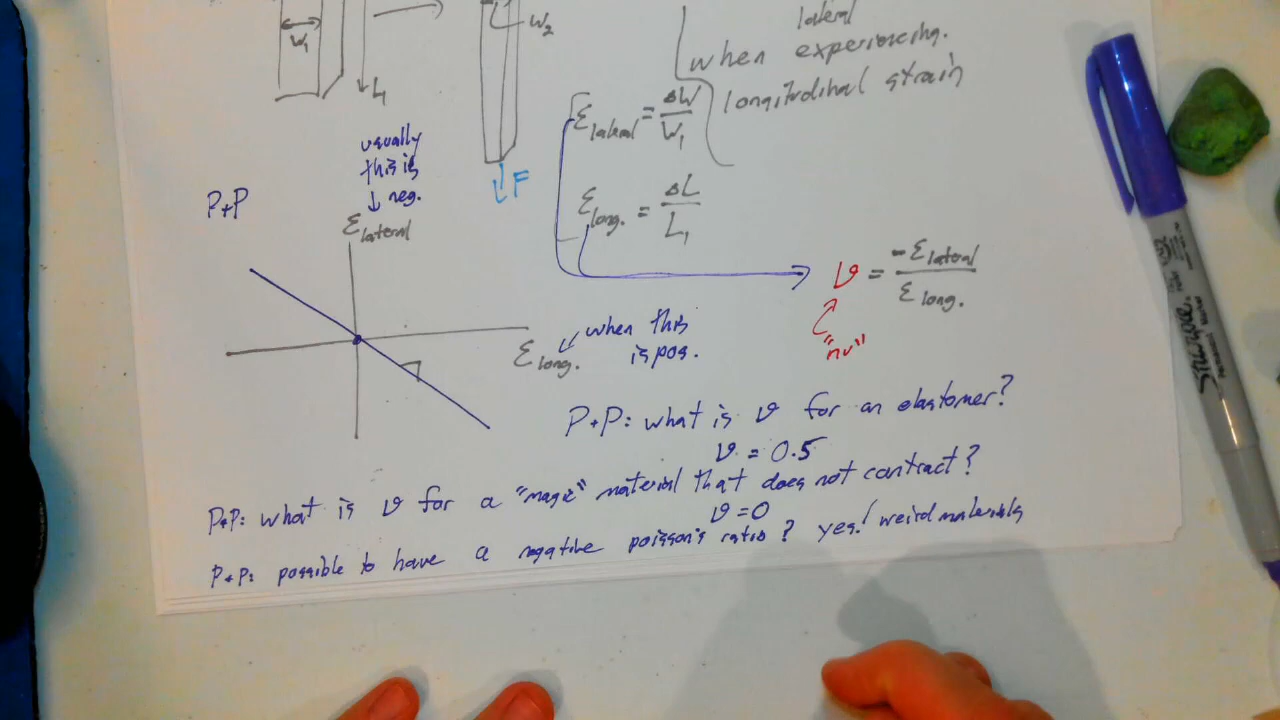 lateral
when experiencing.
longitudinal strain
W₁
W₂
L₁
ε lateral = ΔW / W₁
usually
this is
↓ neg.
F
P+P
ε long. = ΔL / L₁
ε lateral
ν = -ε lateral / ε long.
"nu"
ε long.
when this
is pos.
P+P: what is ν for an elastomer?
ν = 0.5
P+P: what is ν for a "magic" material that does not contract?
ν = 0
P+P: possible to have a negative poisson's ratio? yes! weird materials
Sharpie